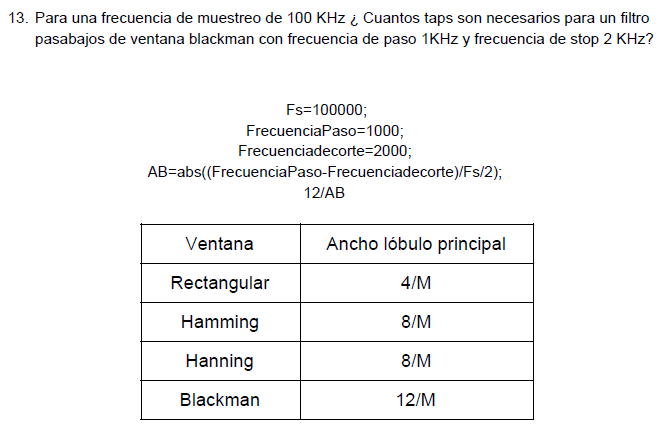 13. Para una frecuencia de muestreo de 100 KHz ¿ Cuantos taps son necesarios para un filtro
pasabajos de ventana blackman con frecuencia de paso 1KHz y frecuencia de stop 2 KHz?
Fs=100000;
FrecuenciaPaso=1000;
Frecuenciadecorte=2000;
AB=abs((FrecuenciaPaso-Frecuenciadecorte)/Fs/2);
12/AB
Ventana Ancho lóbulo principal
Rectangular 4/M
Hamming 8/M
Hanning 8/M
Blackman 12/M